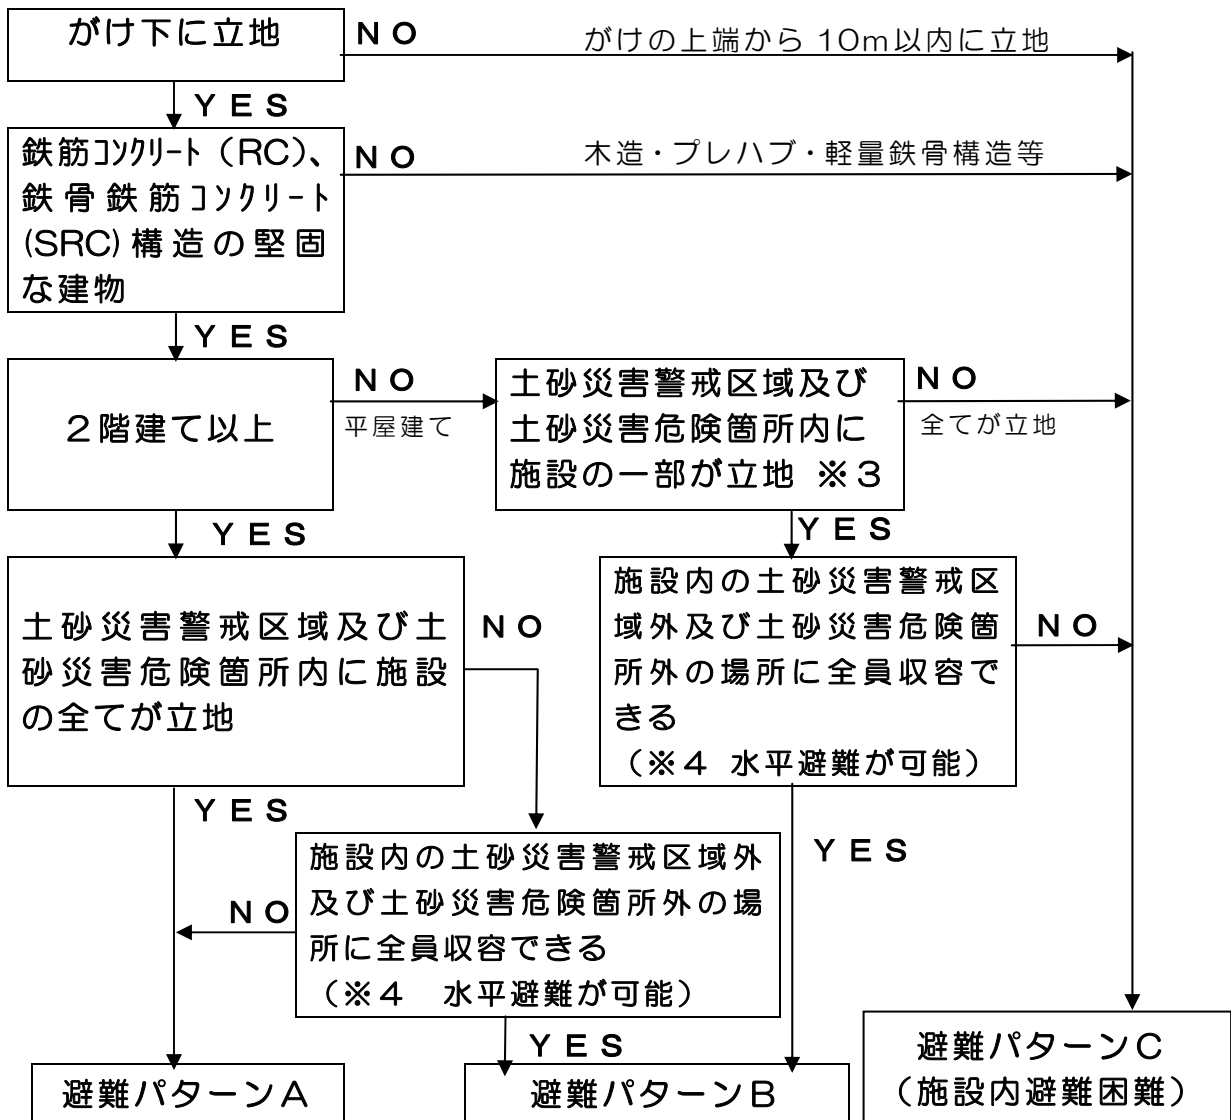 がけ下に立地
NO
がけの上端から 10m以内に立地
YES
鉄筋ｺﾝｸﾘｰﾄ（RC）、
鉄骨鉄筋ｺﾝｸﾘｰﾄ
(SRC)構造の堅固
な建物
NO
木造・プレハブ・軽量鉄骨構造等
YES
２階建て以上
NO
平屋建て
土砂災害警戒区域及び
土砂災害危険箇所内に
施設の一部が立地 ※３
NO
全てが立地
YES
YES
土砂災害警戒区域及び土
砂災害危険箇所内に施設
の全てが立地
NO
施設内の土砂災害警戒区
域外及び土砂災害危険箇
所外の場所に全員収容で
きる
（※４ 水平避難が可能）
NO
YES
YES
施設内の土砂災害警戒区域外
及び土砂災害危険箇所外の場
所に全員収容できる
（※４　水平避難が可能）
NO
YES
避難パターンA
避難パターンB
避難パターンC
（施設内避難困難）